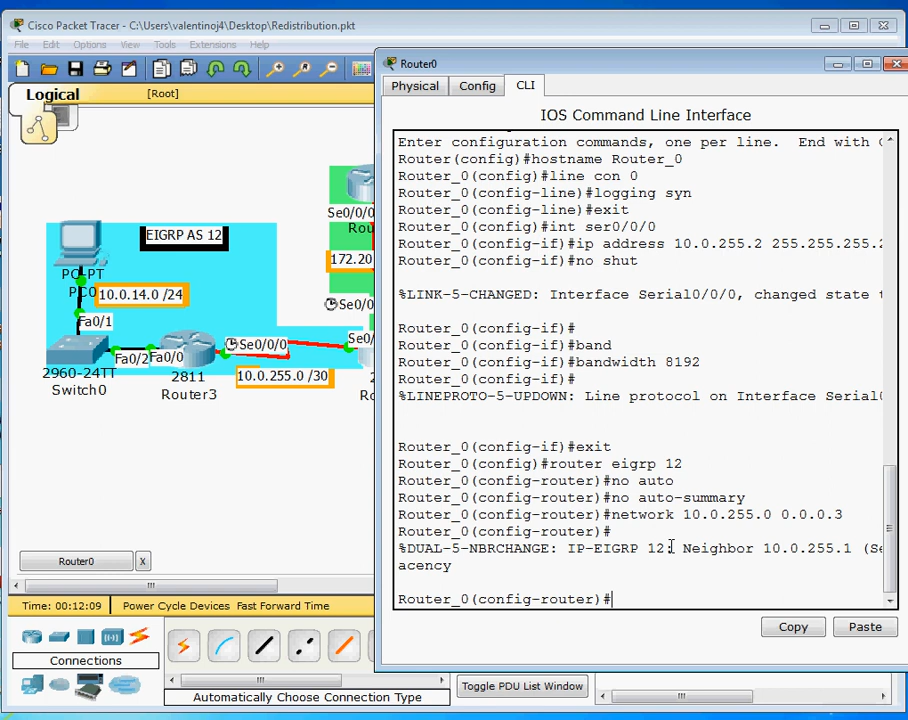 Cisco Packet Tracer - C:\Users\valentinoj4\Desktop\Redistribution.pkt
File Edit Options View Tools Extensions Help
Logical
[Root]
EIGRP AS 12
PC-PT
PC0
10.0.14.0 /24
Fa0/1
Fa0/2
Fa0/0
Se0/0/0
2960-24TT
Switch0
2811
Router3
10.0.255.0 /30
Se0/0/0
Rou
172.20
Se0/0
Se0/
2
Ro
Router0 X
Time: 00:12:09 Power Cycle Devices Fast Forward Time
Connections
Automatically Choose Connection Type
Toggle PDU List Window
Router0
Physical Config CLI
IOS Command Line Interface
Enter configuration commands, one per line. End with C
Router(config)#hostname Router_0
Router_0(config)#line con 0
Router_0(config-line)#logging syn
Router_0(config-line)#exit
Router_0(config)#int ser0/0/0
Router_0(config-if)#ip address 10.0.255.2 255.255.255.2
Router_0(config-if)#no shut
%LINK-5-CHANGED: Interface Serial0/0/0, changed state t
Router_0(config-if)#
Router_0(config-if)#band
Router_0(config-if)#bandwidth 8192
Router_0(config-if)#
%LINEPROTO-5-UPDOWN: Line protocol on Interface Serial0
Router_0(config-if)#exit
Router_0(config)#router eigrp 12
Router_0(config-router)#no auto
Router_0(config-router)#no auto-summary
Router_0(config-router)#network 10.0.255.0 0.0.0.3
Router_0(config-router)#
%DUAL-5-NBRCHANGE: IP-EIGRP 12: Neighbor 10.0.255.1 (Se
acency
Router_0(config-router)#
Copy Paste